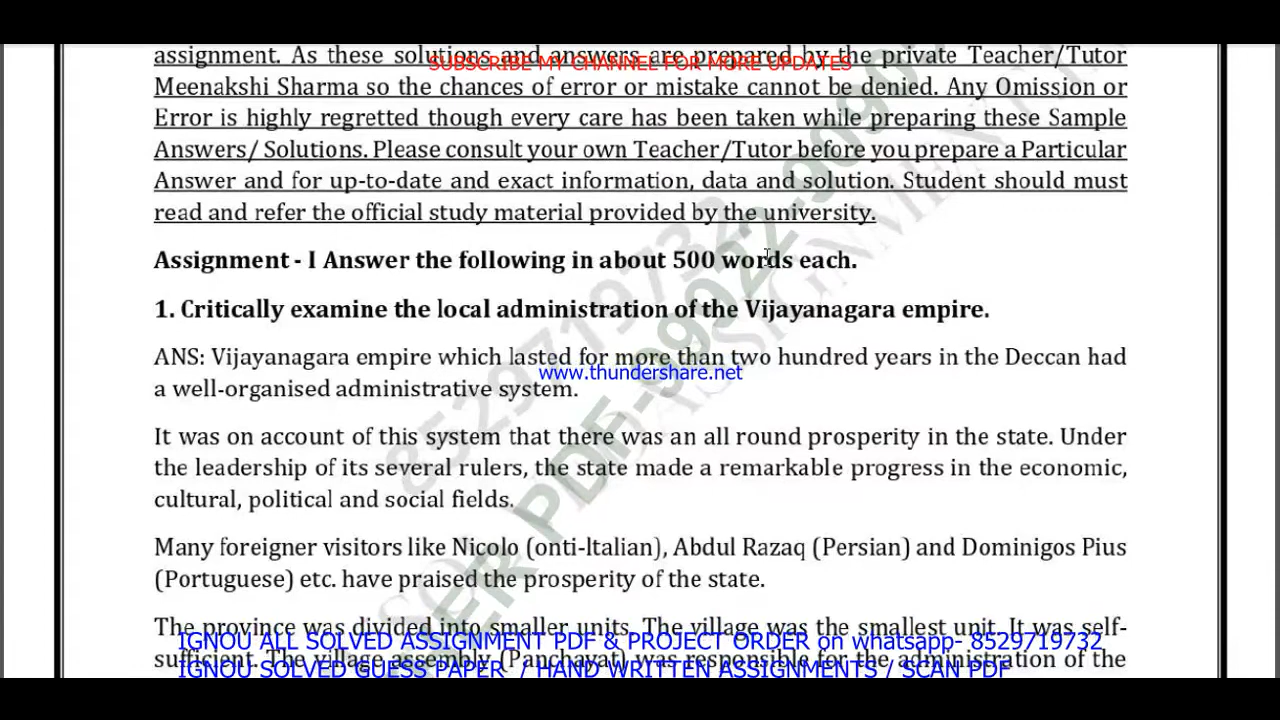 assignment. As these solutions and answers are prepared by the private Teacher/Tutor
SUBSCRIBE MY CHANNEL FOR MORE UPDATES
Meenakshi Sharma so the chances of error or mistake cannot be denied. Any Omission or
Error is highly regretted though every care has been taken while preparing these Sample
Answers/ Solutions. Please consult your own Teacher/Tutor before you prepare a Particular
Answer and for up-to-date and exact information, data and solution. Student should must
read and refer the official study material provided by the university.
Assignment - I Answer the following in about 500 words each.
1. Critically examine the local administration of the Vijayanagara empire.
ANS: Vijayanagara empire which lasted for more than two hundred years in the Deccan had
www.thundershare.net
a well-organised administrative system.
It was on account of this system that there was an all round prosperity in the state. Under
the leadership of its several rulers, the state made a remarkable progress in the economic,
cultural, political and social fields.
Many foreigner visitors like Nicolo (onti-ltalian), Abdul Razaq (Persian) and Dominigos Pius
(Portuguese) etc. have praised the prosperity of the state.
The province was divided into smaller units. The village was the smallest unit. It was self-
IGNOU ALL SOLVED ASSIGNMENT PDF & PROJECT ORDER on whatsapp- 8529719732
sufficient. The village assembly (Panchayat) was responsible for the administration of the
IGNOU SOLVED GUESS PAPER / HAND WRITTEN ASSIGNMENTS / SCAN PDF
8529719732